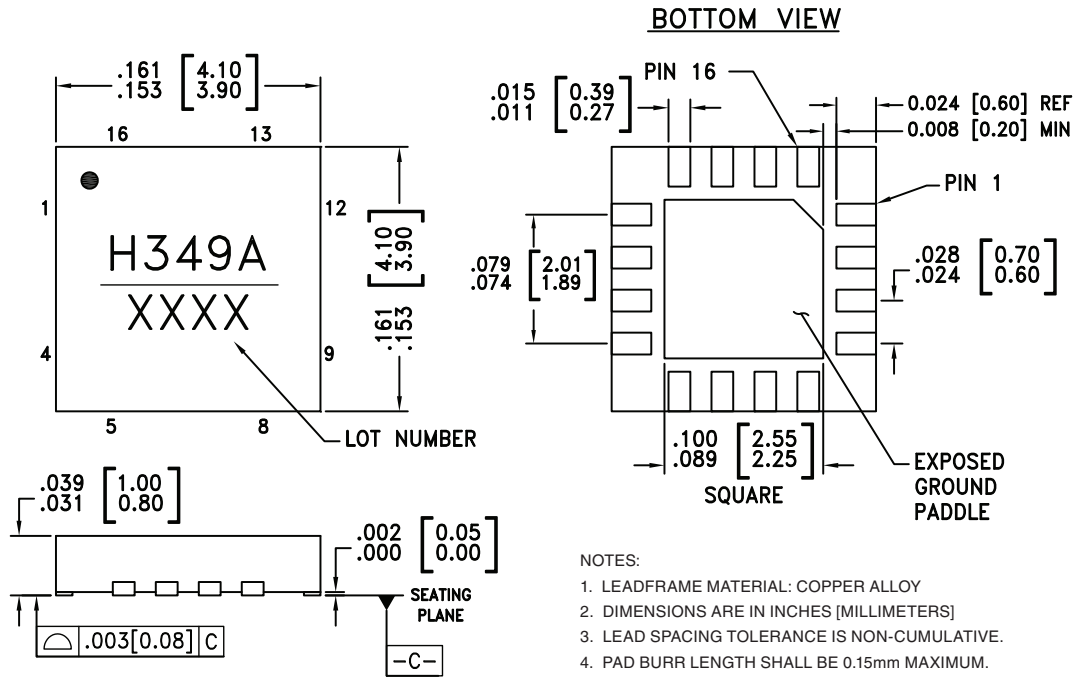 BOTTOM VIEW
.161 [4.10]
.153 [3.90]
16 13
1
12
4
9
5 8
H349A
XXXX
.161 [4.10]
.153 [3.90]
LOT NUMBER
PIN 16
.015 [0.39]
.011 [0.27]
0.024 [0.60] REF
0.008 [0.20] MIN
PIN 1
.079 [2.01]
.074 [1.89]
.028 [0.70]
.024 [0.60]
.100 [2.55]
.089 [2.25]
SQUARE
EXPOSED
GROUND
PADDLE
.039 [1.00]
.031 [0.80]
.002 [0.05]
.000 [0.00]
SEATING
PLANE
.003[0.08] C
-C-
NOTES:
1. LEADFRAME MATERIAL: COPPER ALLOY
2. DIMENSIONS ARE IN INCHES [MILLIMETERS]
3. LEAD SPACING TOLERANCE IS NON-CUMULATIVE.
4. PAD BURR LENGTH SHALL BE 0.15mm MAXIMUM.